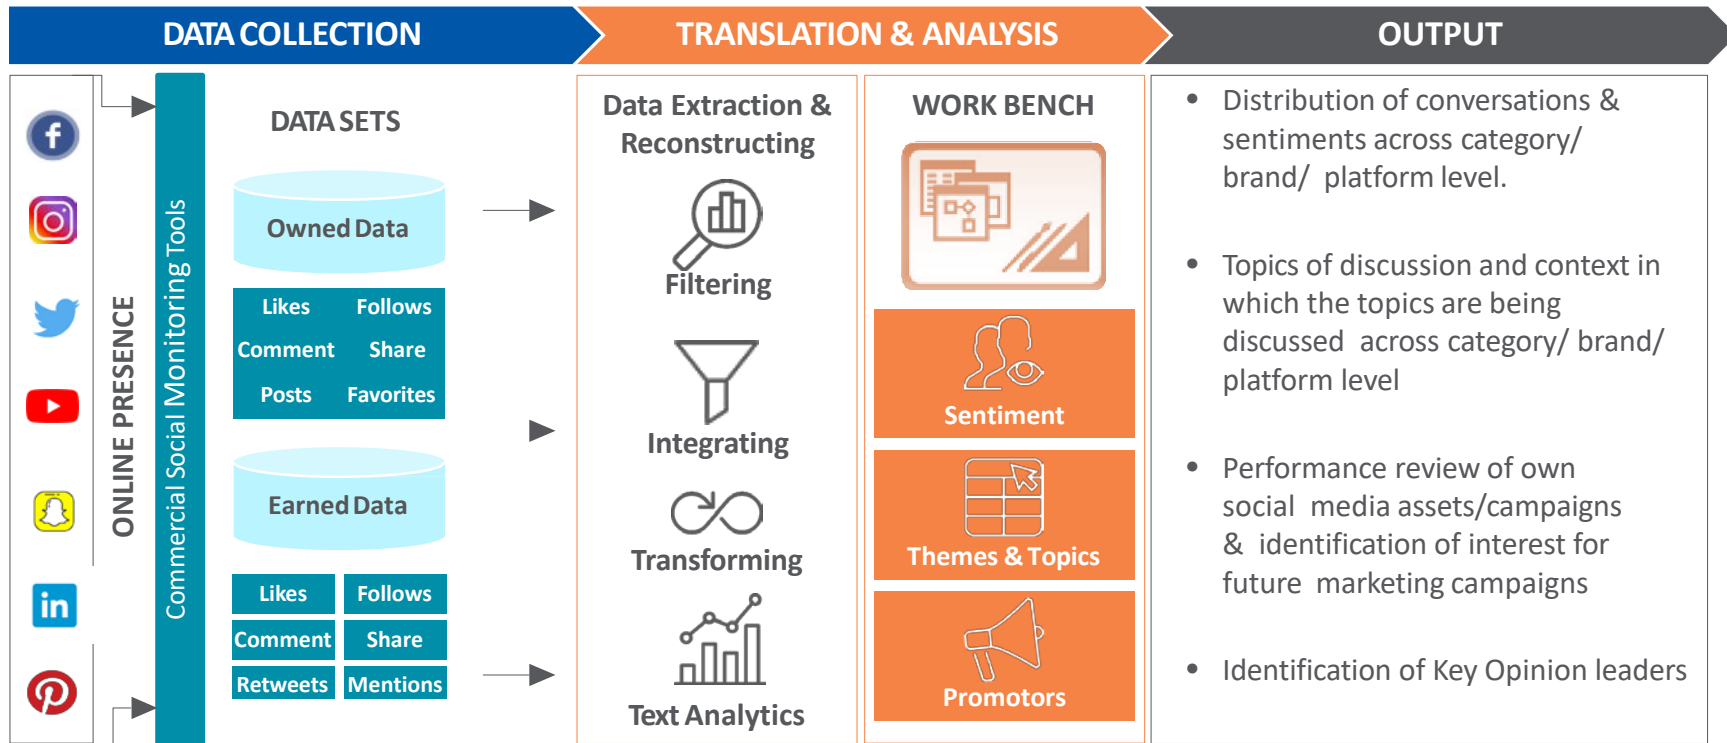 DATA COLLECTION
TRANSLATION & ANALYSIS
OUTPUT
f
in
ONLINE PRESENCE
Commercial Social Monitoring Tools
DATA SETS
Owned Data
Likes Follows
Comment Share
Posts Favorites
Earned Data
Likes Follows
Comment Share
Retweets Mentions
Data Extraction &
Reconstructing
Filtering
Integrating
Transforming
Text Analytics
WORK BENCH
Sentiment
Themes & Topics
Promotors
• Distribution of conversations &
sentiments across category/
brand/ platform level.
• Topics of discussion and context in
which the topics are being
discussed across category/ brand/
platform level
• Performance review of own
social media assets/campaigns
& identification of interest for
future marketing campaigns
• Identification of Key Opinion leaders